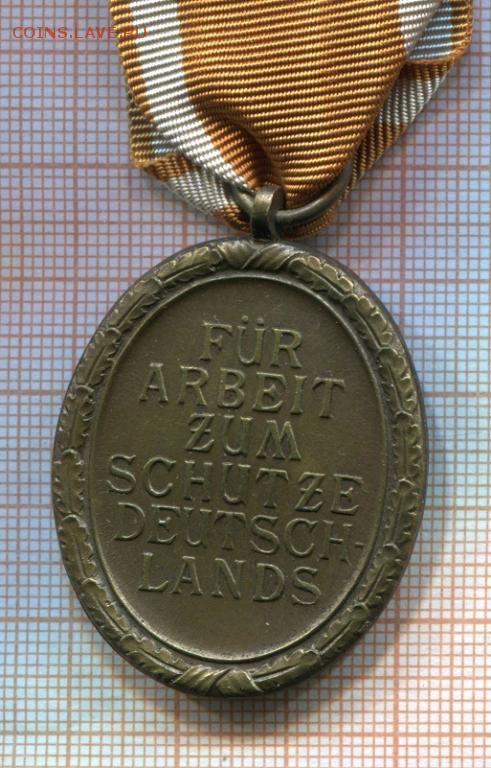 COINS.LAVE.RU
FÜR
ARBEIT
ZUM
SCHUTZE
DEUTSCH-
LANDS